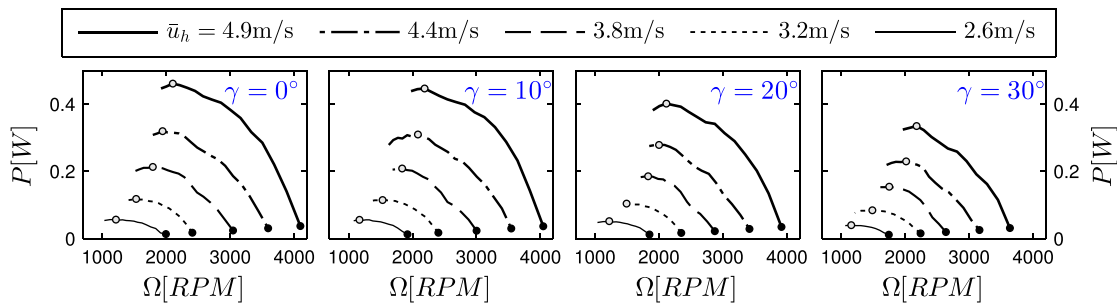 ū_h = 4.9m/s 4.4m/s 3.8m/s 3.2m/s 2.6m/s
γ = 0° γ = 10° γ = 20° γ = 30°
0.4 0.4
0.2 0.2
0 0
P[W] P[W]
1000 2000 3000 4000 1000 2000 3000 4000 1000 2000 3000 4000 1000 2000 3000 4000
Ω[RPM] Ω[RPM] Ω[RPM] Ω[RPM]